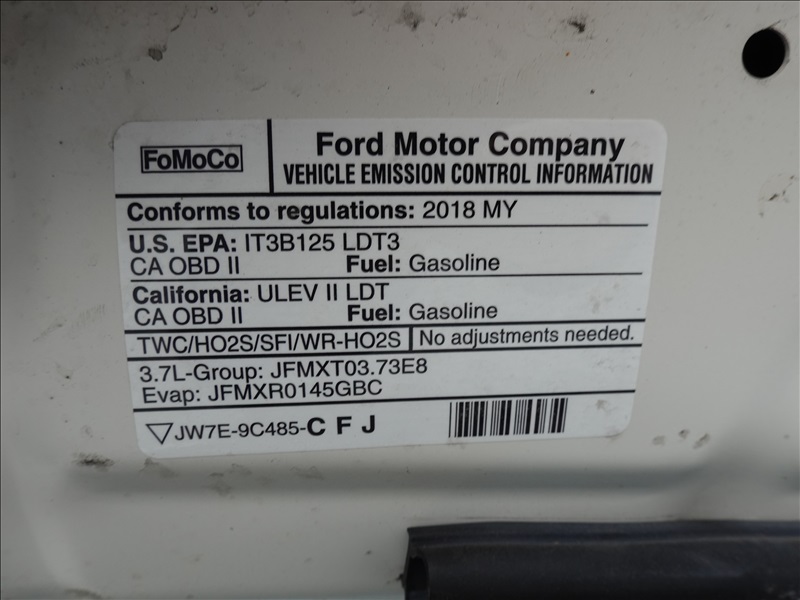 FoMoCo
Ford Motor Company
VEHICLE EMISSION CONTROL INFORMATION
Conforms to regulations: 2018 MY
U.S. EPA: IT3B125 LDT3
CA OBD II Fuel: Gasoline
California: ULEV II LDT
CA OBD II Fuel: Gasoline
TWC/HO2S/SFI/WR-HO2S No adjustments needed.
3.7L-Group: JFMXT03.73E8
Evap: JFMXR0145GBC
JW7E-9C485-C F J